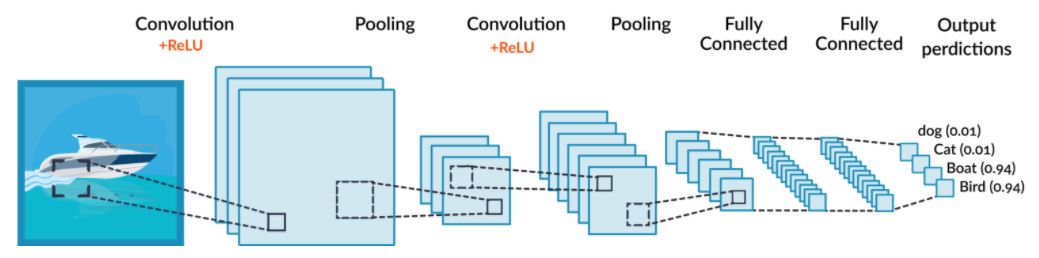 Convolution
+ReLU
Pooling
Convolution
+ReLU
Pooling
Fully
Connected
Fully
Connected
Output
perdictions
dog (0.01)
Cat (0.01)
Boat (0.94)
Bird (0.94)